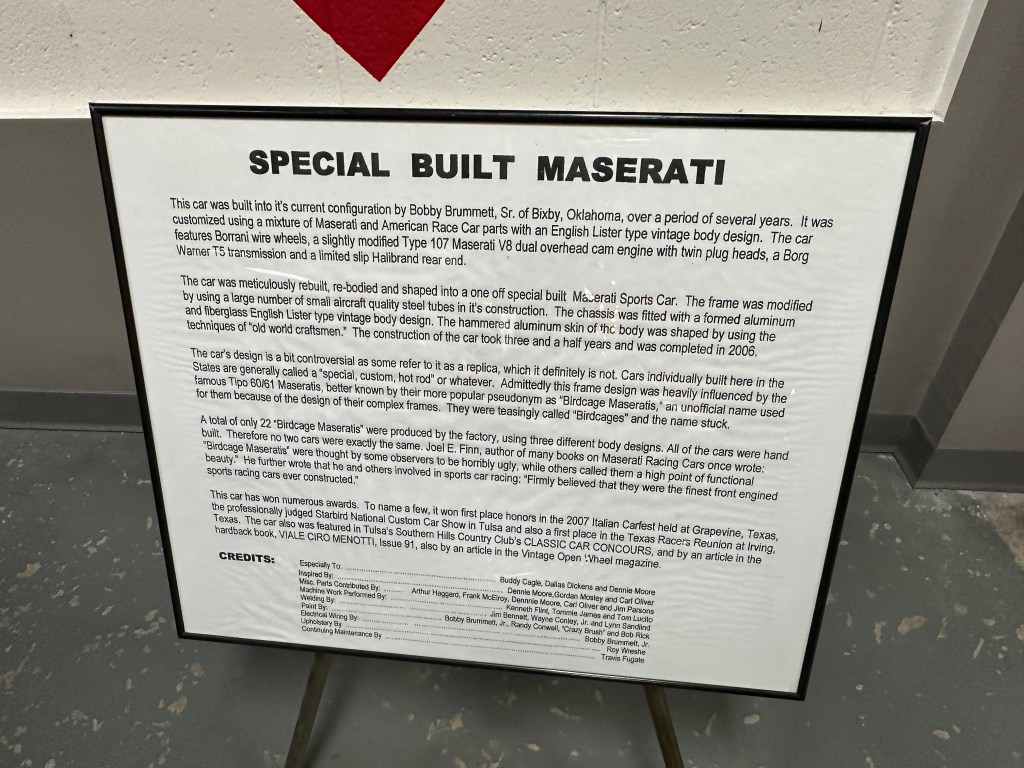 SPECIAL BUILT MASERATI
This car was built into it's current configuration by Bobby Brummett, Sr. of Bixby, Oklahoma, over a period of several years. It was
customized using a mixture of Maserati and American Race Car parts with an English Lister type vintage body design. The car
features Borrani wire wheels, a slightly modified Type 107 Maserati V8 dual overhead cam engine with twin plug heads, a Borg
Warner T5 transmission and a limited slip Halibrand rear end.
The car was meticulously rebuilt, re-bodied and shaped into a one off special built Maserati Sports Car. The frame was modified
by using a large number of small aircraft quality steel tubes in it's construction. The chassis was fitted with a formed aluminum
and fiberglass English Lister type vintage body design. The hammered aluminum skin of the body was shaped by using the
techniques of "old world craftsmen." The construction of the car took three and a half years and was completed in 2006.
The car's design is a bit controversial as some refer to it as a replica, which it definitely is not. Cars individually built here in the
States are generally called a "special, custom, hot rod" or whatever. Admittedly this frame design was heavily influenced by the
famous Tipo 60/61 Maseratis, better known by their more popular pseudonym as "Birdcage Maseratis," an unofficial name used
for them because of the design of their complex frames. They were teasingly called "Birdcages" and the name stuck.
A total of only 22 "Birdcage Maseratis" were produced by the factory, using three different body designs. All of the cars were hand
built. Therefore no two cars were exactly the same. Joel E. Finn, author of many books on Maserati Racing Cars once wrote:
"Birdcage Maseratis" were thought by some observers to be horribly ugly, while others called them a high point of functional
beauty." He further wrote that he and others involved in sports car racing: "Firmly believed that they were the finest front engined
sports racing cars ever constructed."
This car has won numerous awards. To name a few, it won first place honors in the 2007 Italian Carfest held at Grapevine, Texas,
the professionally judged Starbird National Custom Car Show in Tulsa and also a first place in the Texas Racers Reunion at Irving,
Texas. The car also was featured in Tulsa's Southern Hills Country Club's CLASSIC CAR CONCOURS, and by an article in the
hardback book, VIALE CIRO MENOTTI, Issue 91, also by an article in the Vintage Open Wheel magazine.
CREDITS:
Especially To: Buddy Cagle, Dallas Dickens and Dennie Moore
Inspired By: Dennie Moore,Gordan Mosley and Carl Oliver
Misc. Parts Contributed By: Arthur Haggard, Frank McElroy, Dennnie Moore, Carl Oliver and Jim Parsons
Machine Work Performed By: Kenneth Flint, Tommie James and Tom Lucito
Welding By: Jim Bennett, Wayne Conley, Jr. and Lynn Sandlind
Paint By: Bobby Brummett, Jr., Randy Conwell, "Crazy Brush" and Bob Rick
Electrical Wiring By: Bobby Brummett, Jr.
Upholstery By Roy Wreshe
Continuing Maintenance By Travis Fugate